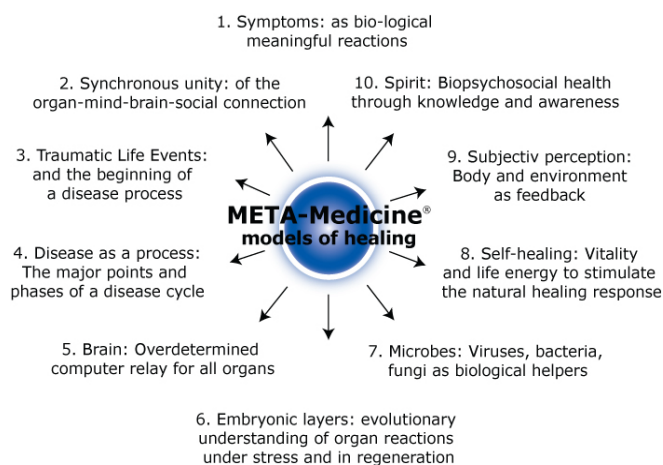 1. Symptoms: as bio-logical
meaningful reactions
2. Synchronous unity: of the
organ-mind-brain-social connection
10. Spirit: Biopsychosocial health
through knowledge and awareness
3. Traumatic Life Events:
and the beginning of
a disease process
9. Subjectiv perception:
Body and environment
as feedback
META-Medicine®
models of healing
4. Disease as a process:
The major points and
phases of a disease cycle
8. Self-healing: Vitality
and life energy to stimulate
the natural healing response
5. Brain: Overdetermined
computer relay for all organs
7. Microbes: Viruses, bacteria,
fungi as biological helpers
6. Embryonic layers: evolutionary
understanding of organ reactions
under stress and in regeneration